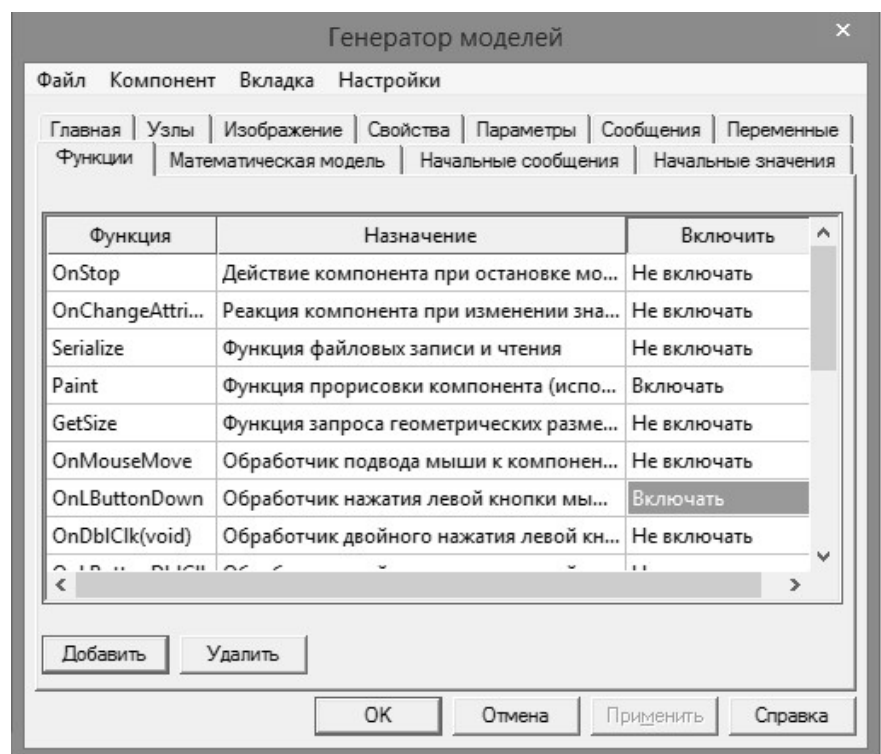 Генератор моделей
Файл Компонент Вкладка Настройки
Главная Узлы Изображение Свойства Параметры Сообщения Переменные
Функции Математическая модель Начальные сообщения Начальные значения
Функция Назначение Включить
OnStop Действие компонента при остановке мо... Не включать
OnChangeAttri... Реакция компонента при изменении зна... Не включать
Serialize Функция файловых записи и чтения Не включать
Paint Функция прорисовки компонента (испо... Включать
GetSize Функция запроса геометрических разме... Не включать
OnMouseMove Обработчик подвода мыши к компонен... Не включать
OnLButtonDown Обработчик нажатия левой кнопки мы... Включать
OnDblClk(void) Обработчик двойного нажатия левой кн... Не включать
Добавить Удалить
OK Отмена Применить Справка